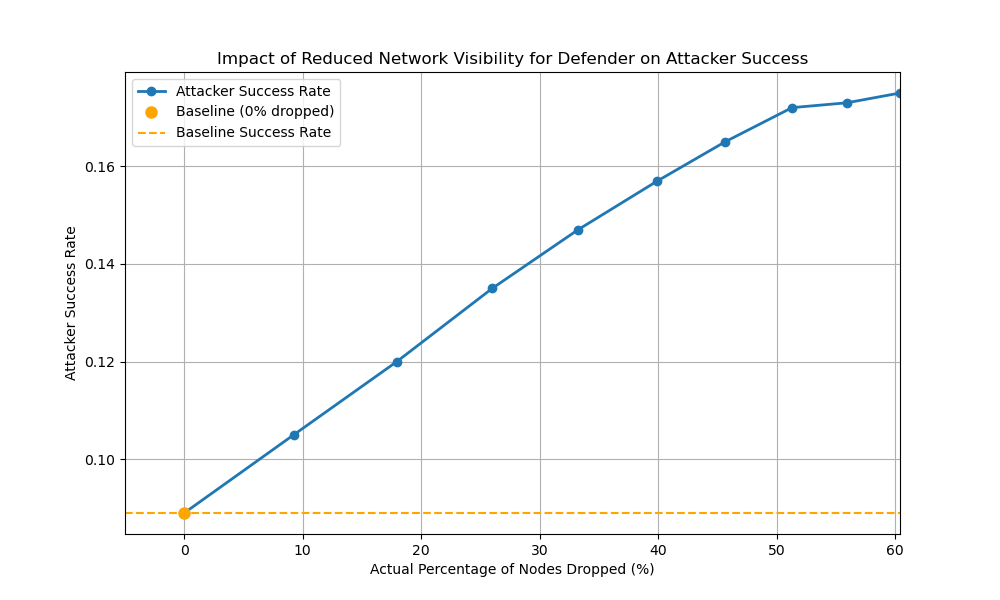 Impact of Reduced Network Visibility for Defender on Attacker Success
Attacker Success Rate
Baseline (0% dropped)
Baseline Success Rate
0.16
0.14
0.12
0.10
Attacker Success Rate
0 10 20 30 40 50 60
Actual Percentage of Nodes Dropped (%)